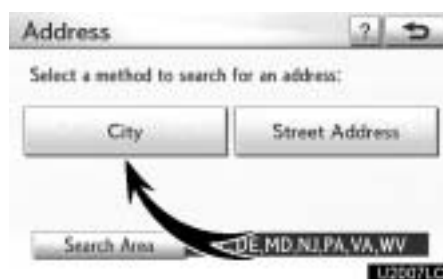 Address ?
Select a method to search for an address:
City Street Address
Search Area DE,MD,NJ,PA,VA,WV